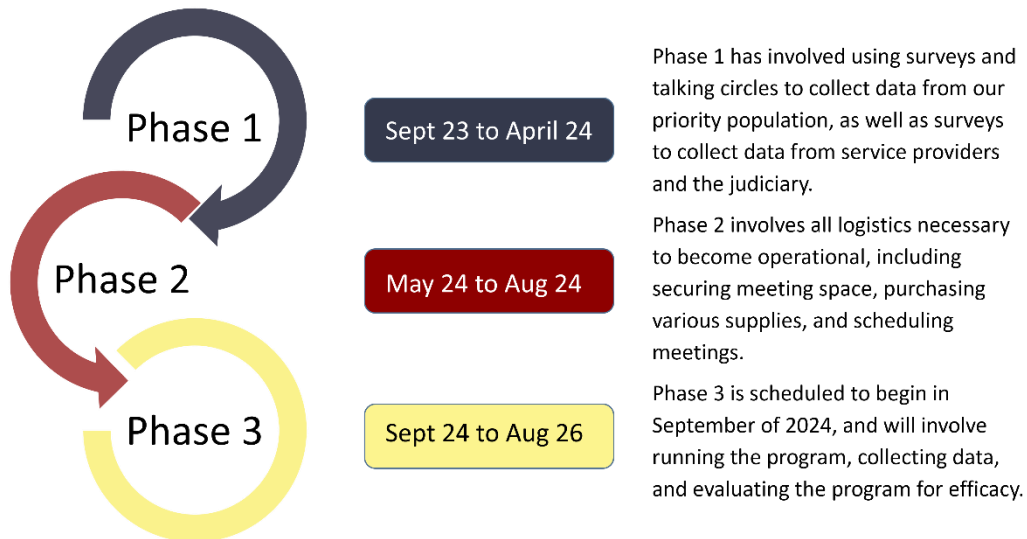 Phase 1
Sept 23 to April 24
Phase 1 has involved using surveys and
talking circles to collect data from our
priority population, as well as surveys
to collect data from service providers
and the judiciary.
Phase 2
May 24 to Aug 24
Phase 2 involves all logistics necessary
to become operational, including
securing meeting space, purchasing
various supplies, and scheduling
meetings.
Phase 3
Sept 24 to Aug 26
Phase 3 is scheduled to begin in
September of 2024, and will involve
running the program, collecting data,
and evaluating the program for efficacy.